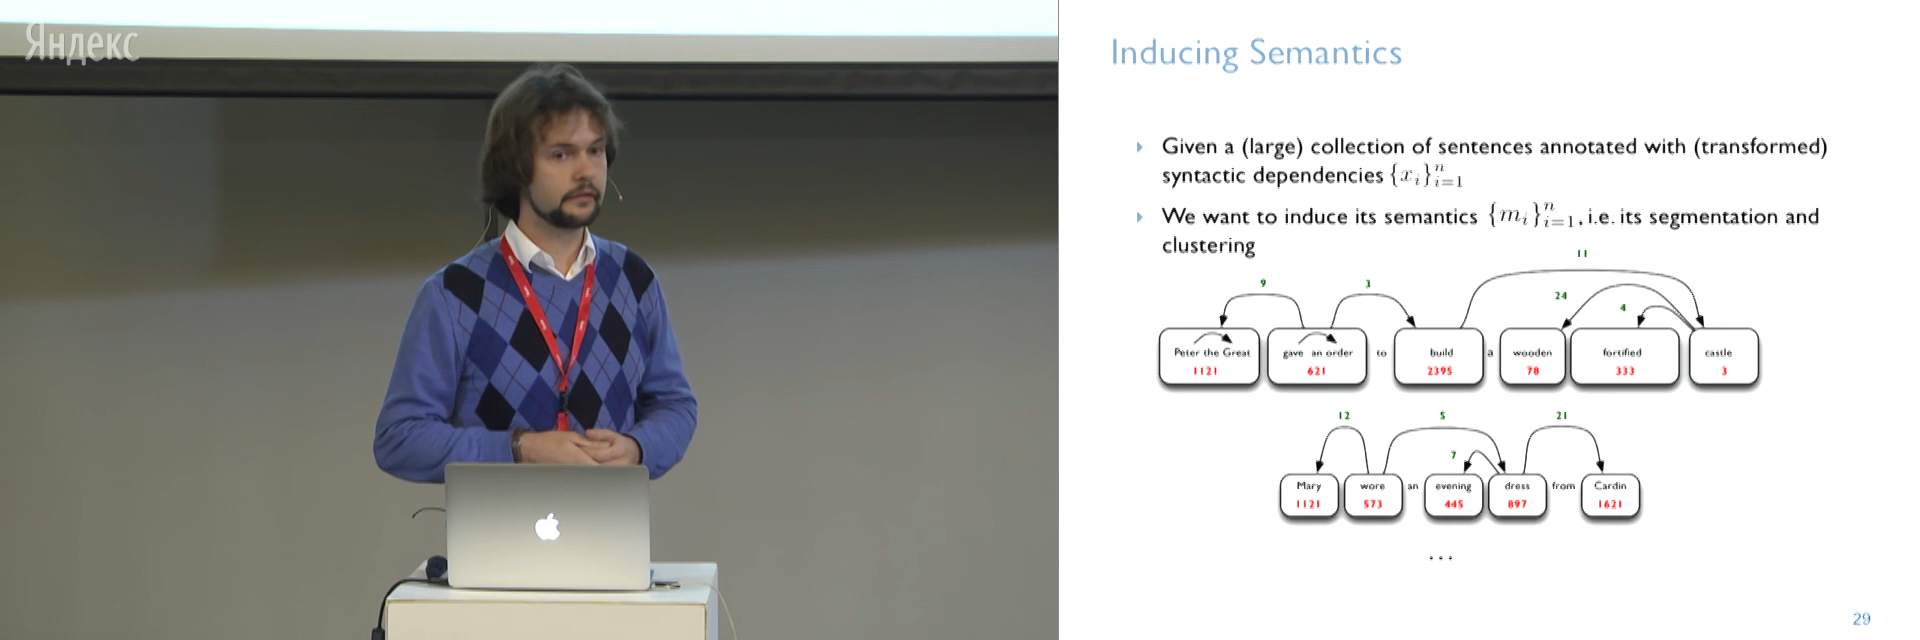 Яндекс
Inducing Semantics
Given a (large) collection of sentences annotated with (transformed)
syntactic dependencies {x_i}_{i=1}^n
We want to induce its semantics {m_i}_{i=1}^n, i.e. its segmentation and
clustering
11
9 3 24 4
Peter the Great gave an order to build a wooden fortified castle
1121 621 2395 78 333 3
12 5 21
7
Mary wore an evening dress from Cardin
1121 573 445 897 1621
...
29